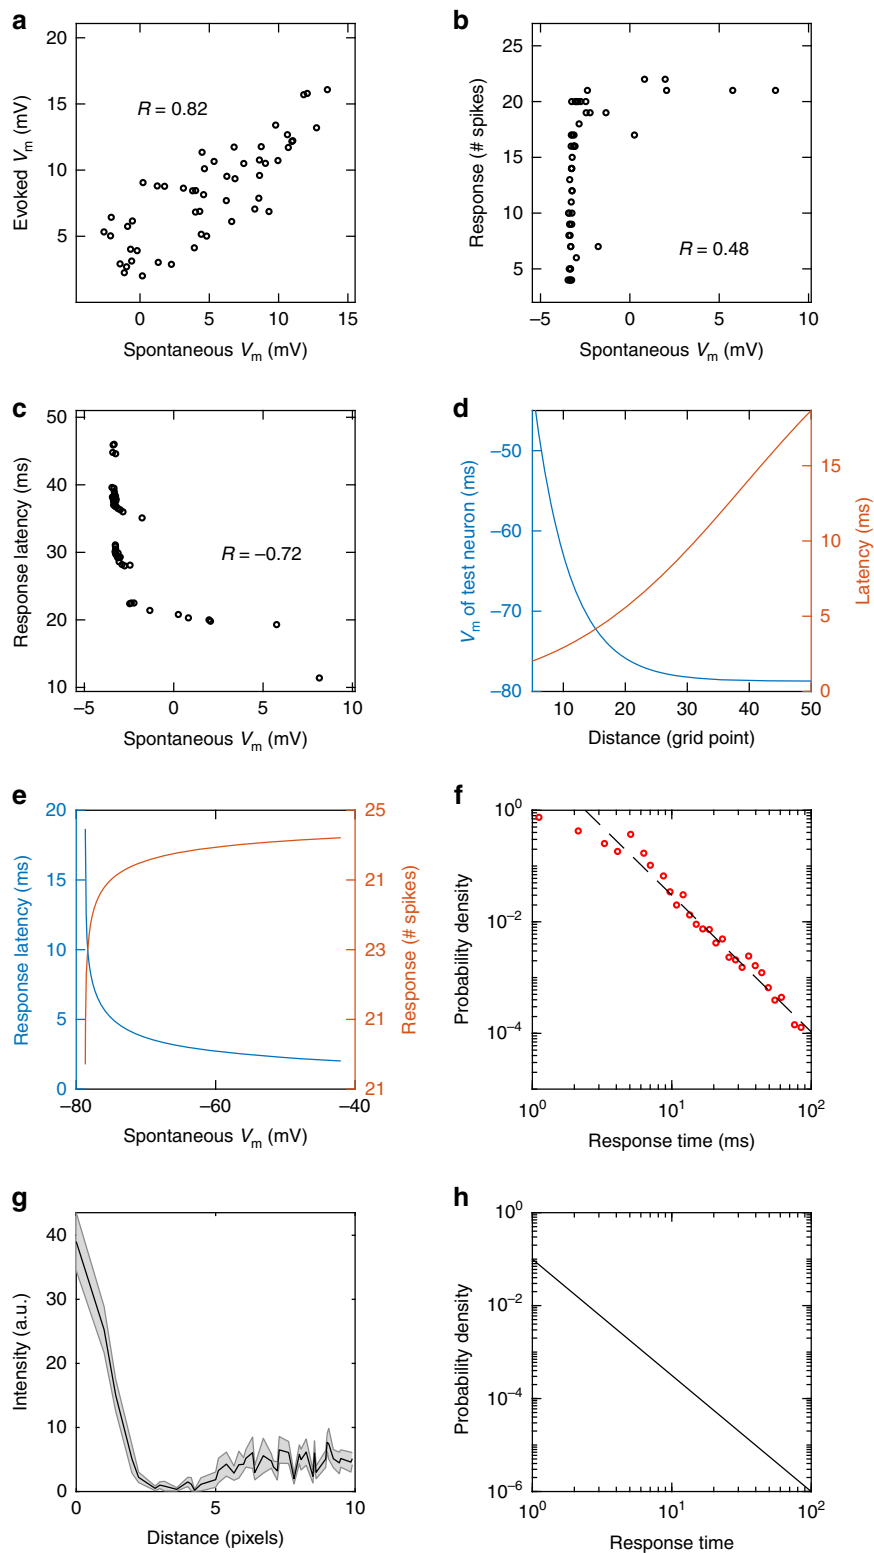 a
20
15
10
5
Evoked Vm (mV)
R = 0.82
0
5
10
15
Spontaneous Vm (mV)
b
25
20
15
10
5
Response (# spikes)
R = 0.48
−5
0
5
10
Spontaneous Vm (mV)
c
50
40
30
20
10
Response latency (ms)
R = −0.72
−5
0
5
10
Spontaneous Vm (mV)
d
−50
−60
−70
−80
Vm of test neuron (ms)
15
10
5
0
Latency (ms)
10
20
30
40
50
Distance (grid point)
e
20
15
10
5
0
Response latency (ms)
25
21
23
21
21
Response (# spikes)
−80
−60
−40
Spontaneous Vm (mV)
f
10^0
10^−2
10^−4
Probability density
10^0
10^1
10^2
Response time (ms)
g
40
30
20
10
0
Intensity (a.u.)
0
5
10
Distance (pixels)
h
10^0
10^−2
10^−4
10^−6
Probability density
10^0
10^1
10^2
Response time